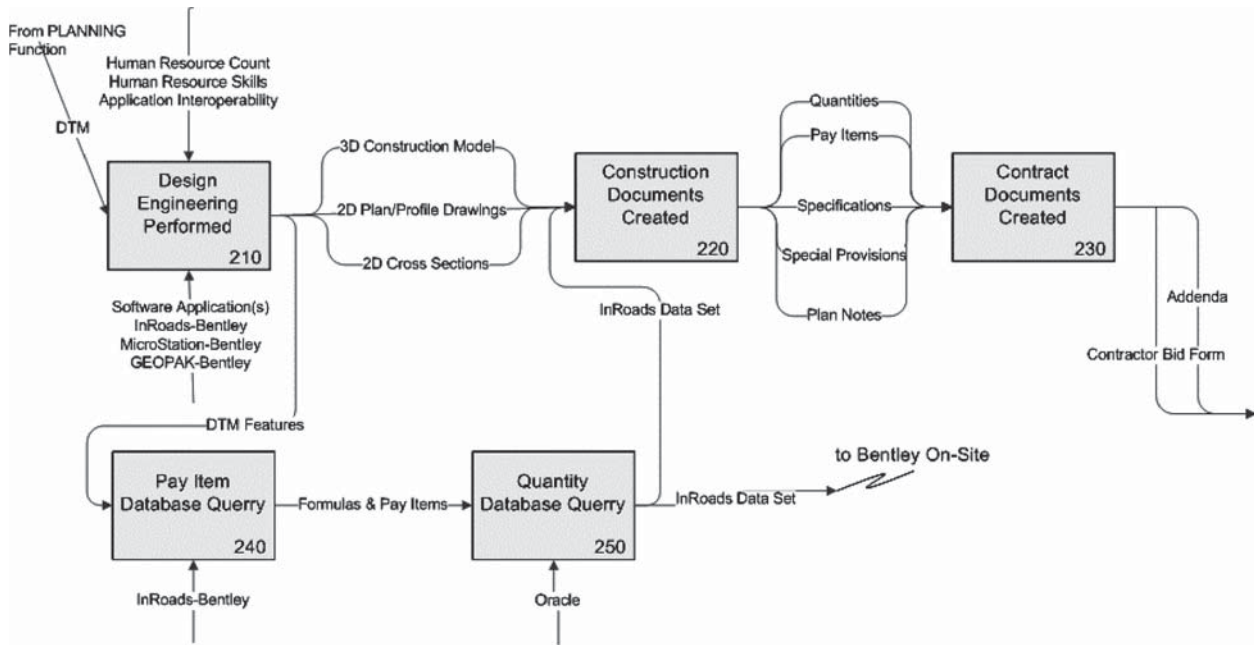 From PLANNING
Function
Human Resource Count
Human Resource Skills
Application Interoperability
DTM
Design
Engineering
Performed
210
3D Construction Model
2D Plan/Profile Drawings
2D Cross Sections
Construction
Documents
Created
220
Quantities
Pay Items
Specifications
Special Provisions
Plan Notes
Contract
Documents
Created
230
Addenda
Contractor Bid Form
Software Application(s)
InRoads-Bentley
MicroStation-Bentley
GEOPAK-Bentley
InRoads Data Set
DTM Features
Pay Item
Database Querry
240
Formulas & Pay Items
Quantity
Database Querry
250
InRoads Data Set
to Bentley On-Site
InRoads-Bentley
Oracle